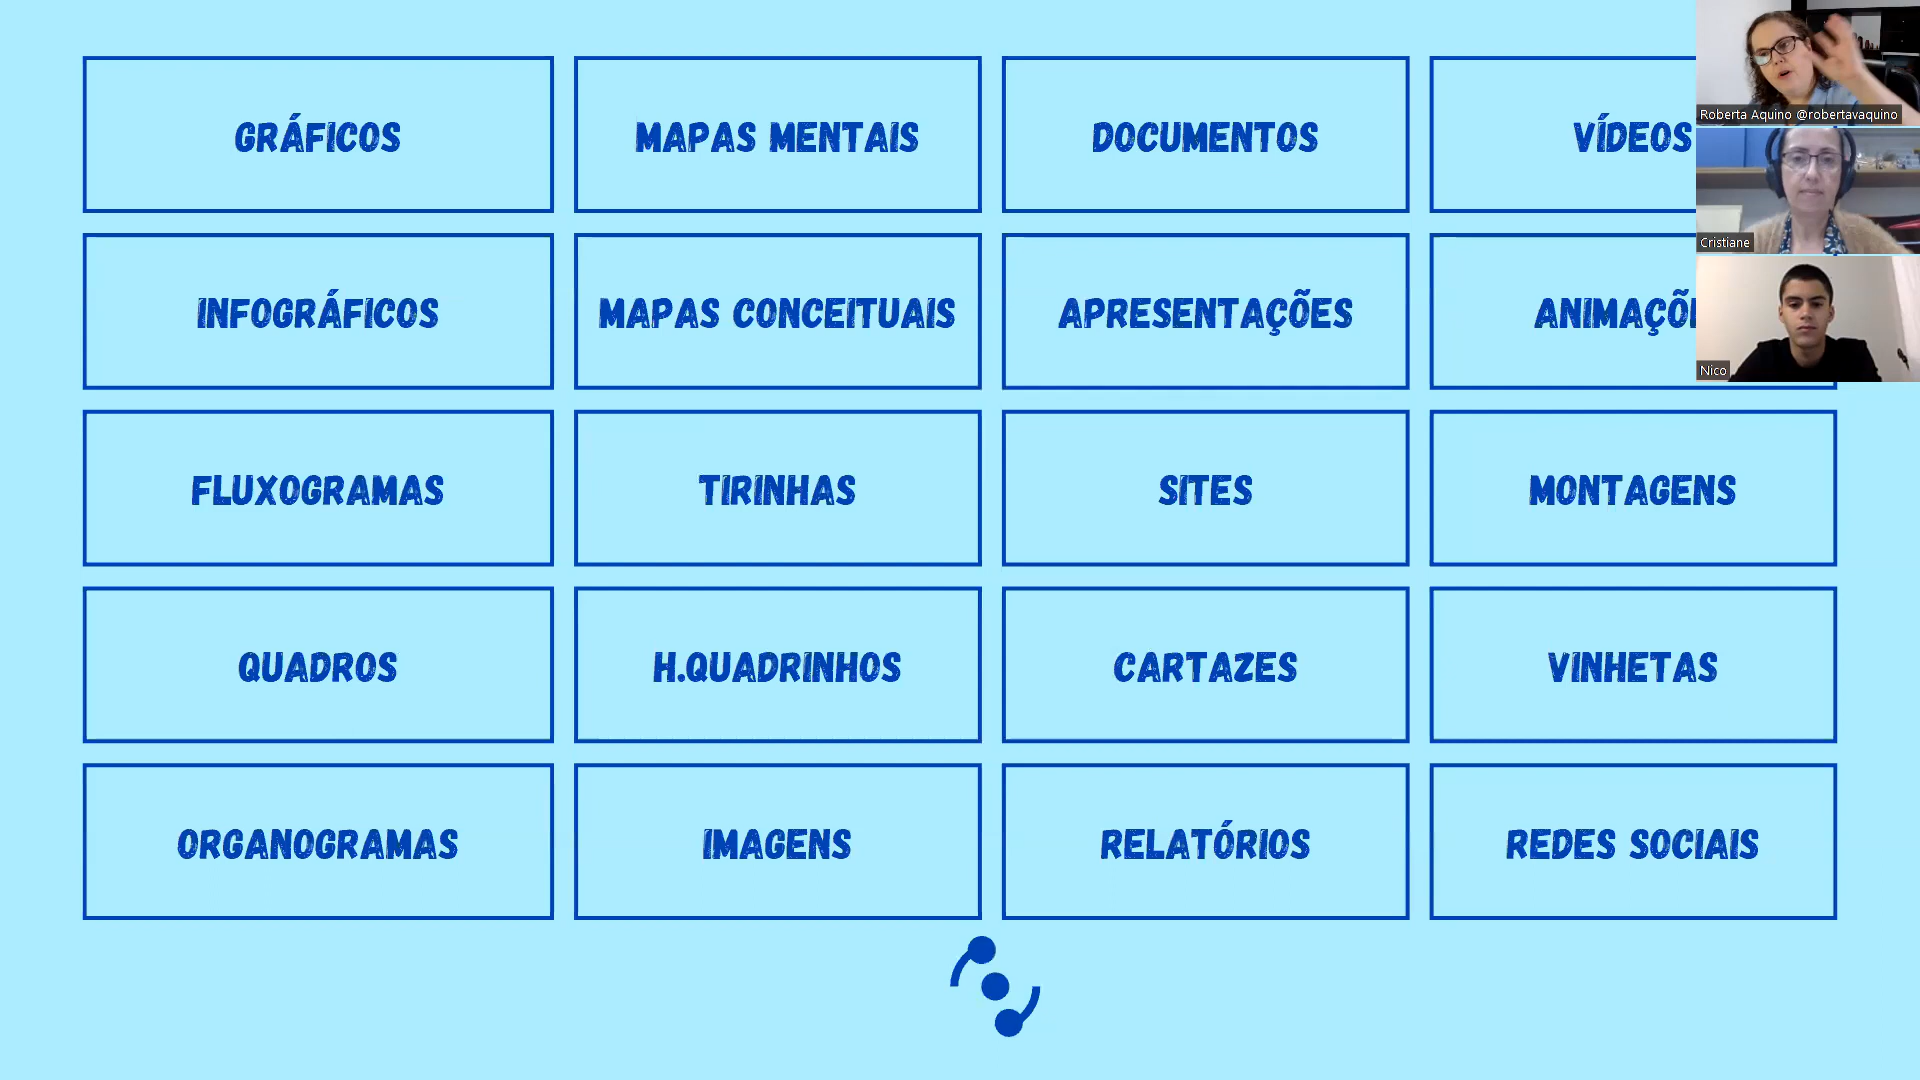 GRÁFICOS
MAPAS MENTAIS
DOCUMENTOS
VÍDEOS
INFOGRÁFICOS
MAPAS CONCEITUAIS
APRESENTAÇÕES
FLUXOGRAMAS
TIRINHAS
SITES
MONTAGENS
QUADROS
H.QUADRINHOS
CARTAZES
VINHETAS
ORGANOGRAMAS
IMAGENS
RELATÓRIOS
REDES SOCIAIS
Roberta Aquino @robertavaquino
Cristiane
Nico